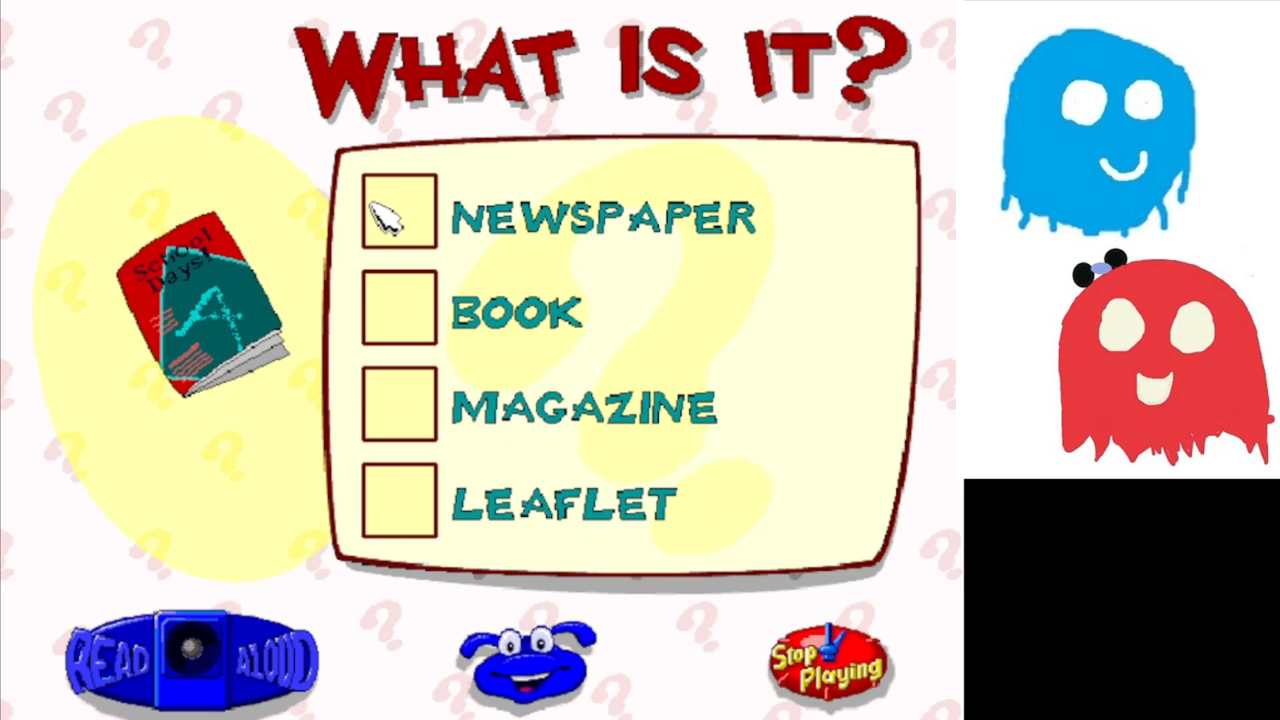 WHAT IS IT?
School
Days!
A
NEWSPAPER
BOOK
MAGAZINE
LEAFLET
READ ALOUD
Stop
Playing